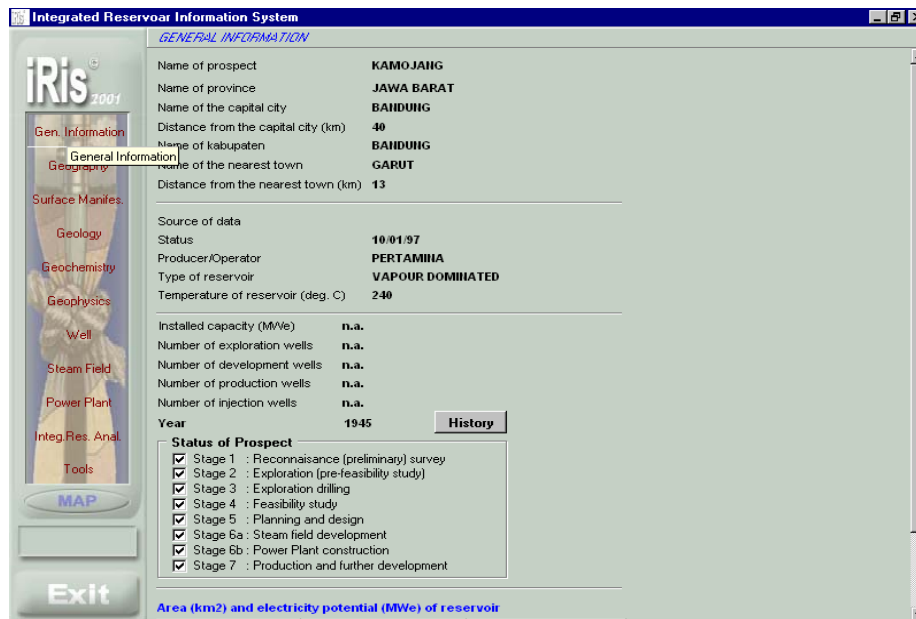 Integrated Reservoar Information System
GENERAL INFORMATION
iRis®
2001
Gen. Information
General Information
Geography
Surface Manifes.
Geology
Geochemistry
Geophysics
Well
Steam Field
Power Plant
Integ.Res. Anal.
Tools
MAP
Exit
Name of prospect KAMOJANG
Name of province JAWA BARAT
Name of the capital city BANDUNG
Distance from the capital city (km) 40
Name of kabupaten BANDUNG
Name of the nearest town GARUT
Distance from the nearest town (km) 13
Source of data
Status 10/01/97
Producer/Operator PERTAMINA
Type of reservoir VAPOUR DOMINATED
Temperature of reservoir (deg. C) 240
Installed capacity (MWe) n.a.
Number of exploration wells n.a.
Number of development wells n.a.
Number of production wells n.a.
Number of injection wells n.a.
Year 1945 History
Status of Prospect
Stage 1 : Reconnaisance (preliminary) survey
Stage 2 : Exploration (pre-feasibility study)
Stage 3 : Exploration drilling
Stage 4 : Feasibility study
Stage 5 : Planning and design
Stage 6a : Steam field development
Stage 6b : Power Plant construction
Stage 7 : Production and further development
Area (km2) and electricity potential (MWe) of reservoir